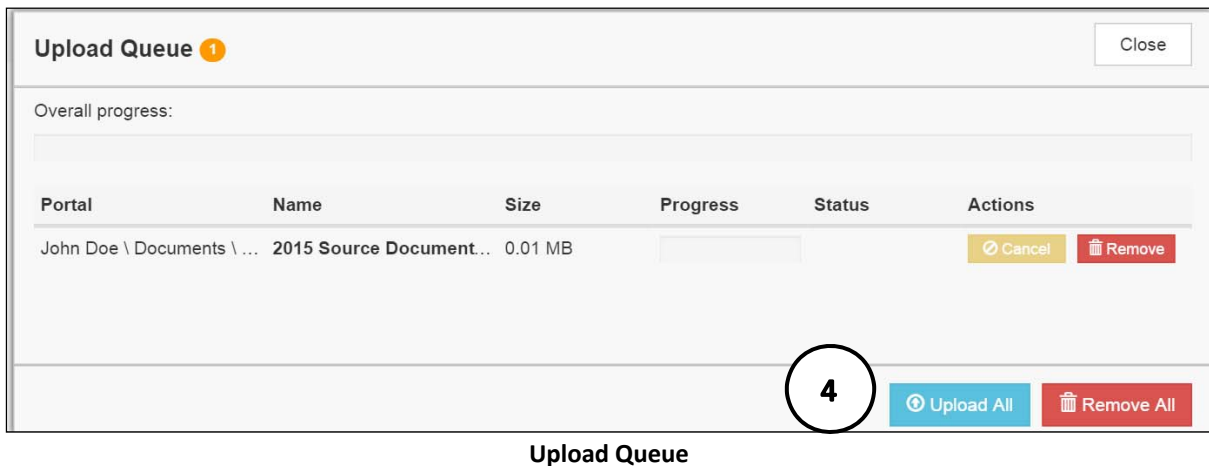 Upload Queue 1 Close
Overall progress:
Portal Name Size Progress Status Actions
John Doe \ Documents \ ... 2015 Source Document... 0.01 MB Cancel Remove
4 Upload All Remove All
Upload Queue